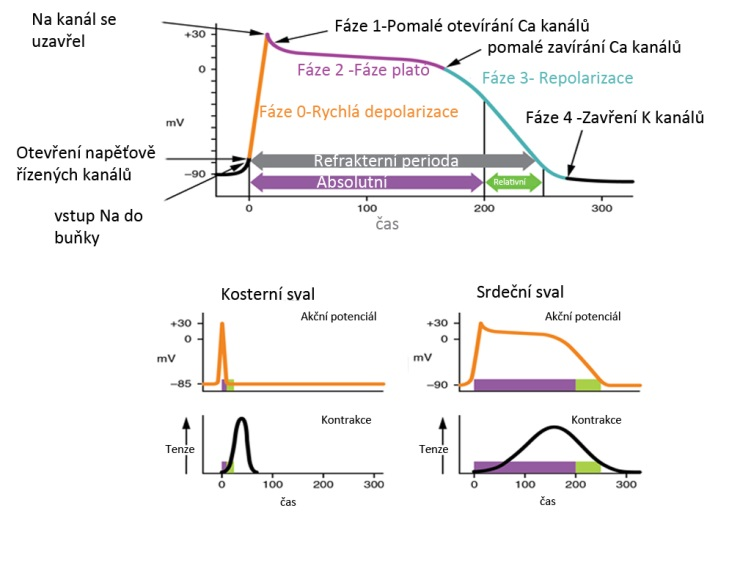 Na kanál se
uzavřel
+30
Fáze 1-Pomalé otevírání Ca kanálů
pomalé zavírání Ca kanálů
0
Fáze 2 -Fáze plató
Fáze 3- Repolarizace
Fáze 0-Rychlá depolarizace
Fáze 4 -Zavření K kanálů
mV
Otevření napěťově
řízených kanálů
Refrakterní perioda
−90
Absolutní
Relativní
vstup Na do
buňky
0
100
200
300
čas
Kosterní sval
Srdeční sval
Akční potenciál
Akční potenciál
+30
0
mV
−85
+30
0
mV
−90
Kontrakce
Kontrakce
Tenze
Tenze
0
100
200
300
0
100
200
300
čas
čas